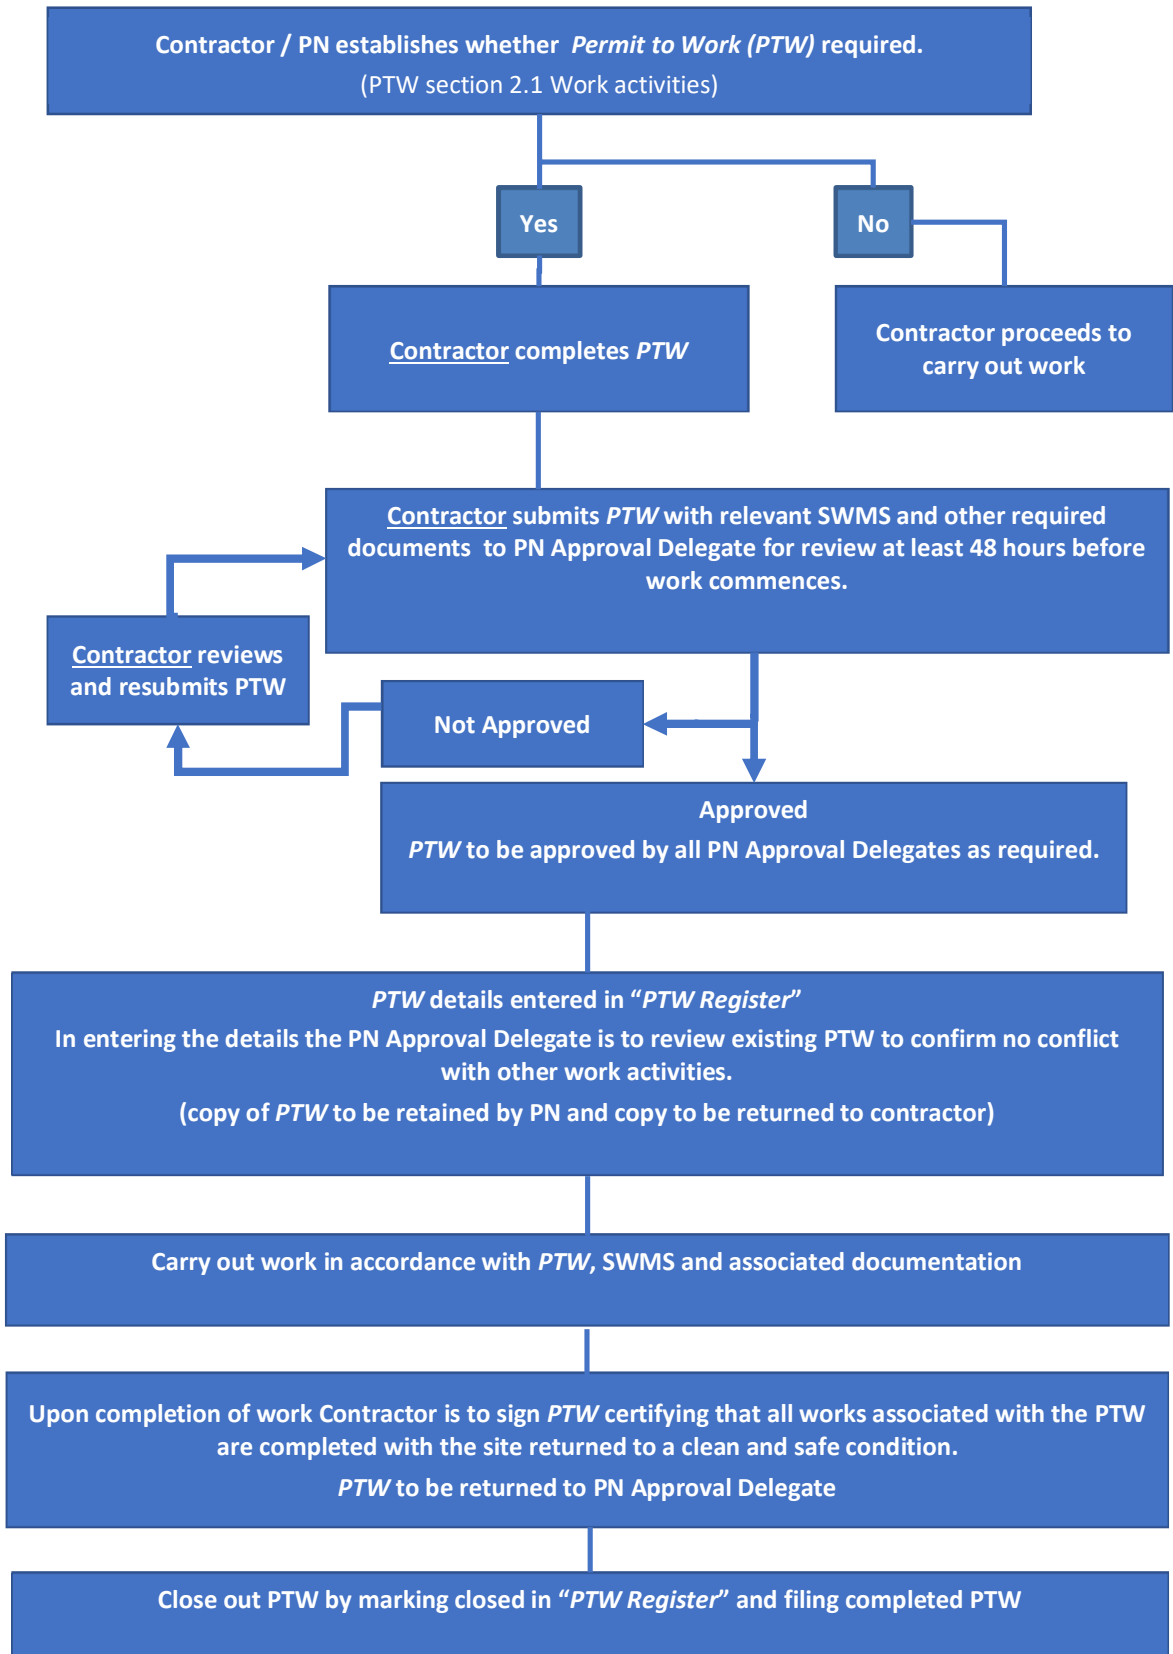 Contractor / PN establishes whether Permit to Work (PTW) required.
(PTW section 2.1 Work activities)
Yes
No
Contractor completes PTW
Contractor proceeds to
carry out work
Contractor submits PTW with relevant SWMS and other required
documents to PN Approval Delegate for review at least 48 hours before
work commences.
Contractor reviews
and resubmits PTW
Not Approved
Approved
PTW to be approved by all PN Approval Delegates as required.
PTW details entered in “PTW Register”
In entering the details the PN Approval Delegate is to review existing PTW to confirm no conflict
with other work activities.
(copy of PTW to be retained by PN and copy to be returned to contractor)
Carry out work in accordance with PTW, SWMS and associated documentation
Upon completion of work Contractor is to sign PTW certifying that all works associated with the PTW
are completed with the site returned to a clean and safe condition.
PTW to be returned to PN Approval Delegate
Close out PTW by marking closed in “PTW Register” and filing completed PTW